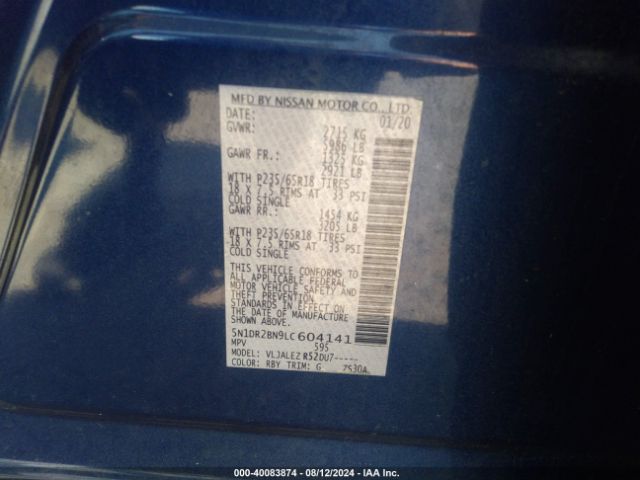 MFD BY NISSAN MOTOR CO., LTD.
DATE: 01/20
GVWR: 2715 KG
5986 LB
GAWR FR.: 1325 KG
2921 LB
WITH P235/65R18 TIRES
18 X 7.5 RIMS AT 33 PSI
COLD SINGLE
GAWR RR.: 1454 KG
3205 LB
WITH P235/65R18 TIRES
18 X 7.5 RIMS AT 33 PSI
COLD SINGLE
THIS VEHICLE CONFORMS TO
ALL APPLICABLE FEDERAL
MOTOR VEHICLE SAFETY AND
THEFT PREVENTION
STANDARDS IN EFFECT ON
THE DATE OF MANUFACTURE
SHOWN ABOVE.
5N1DR2BN9LC604141
MPV 595
MODEL: VLJALEZ R52DU7-----
COLOR: RBY TRIM: G 7S30A
000-40083874 - 08/12/2024 - IAA Inc.